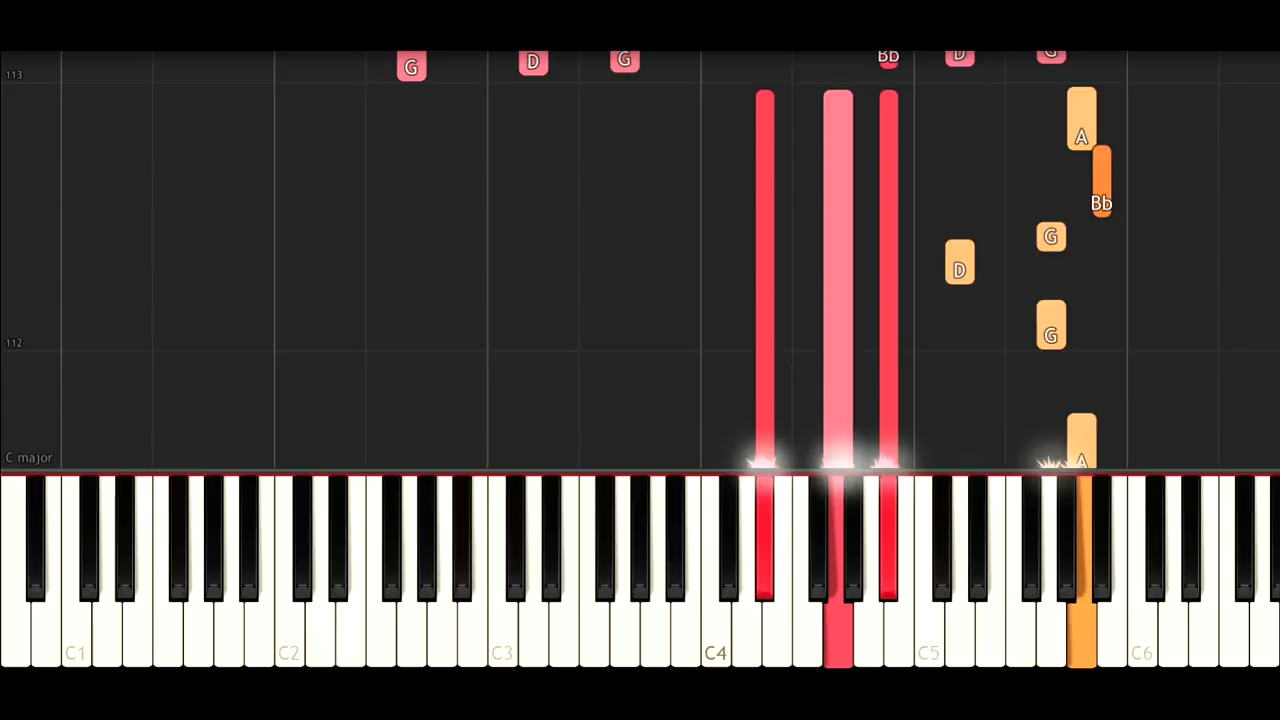 Bb D G
G D G
113
A
Bb
G
D
G
112
C major A
C1 C2 C3 C4 C5 C6